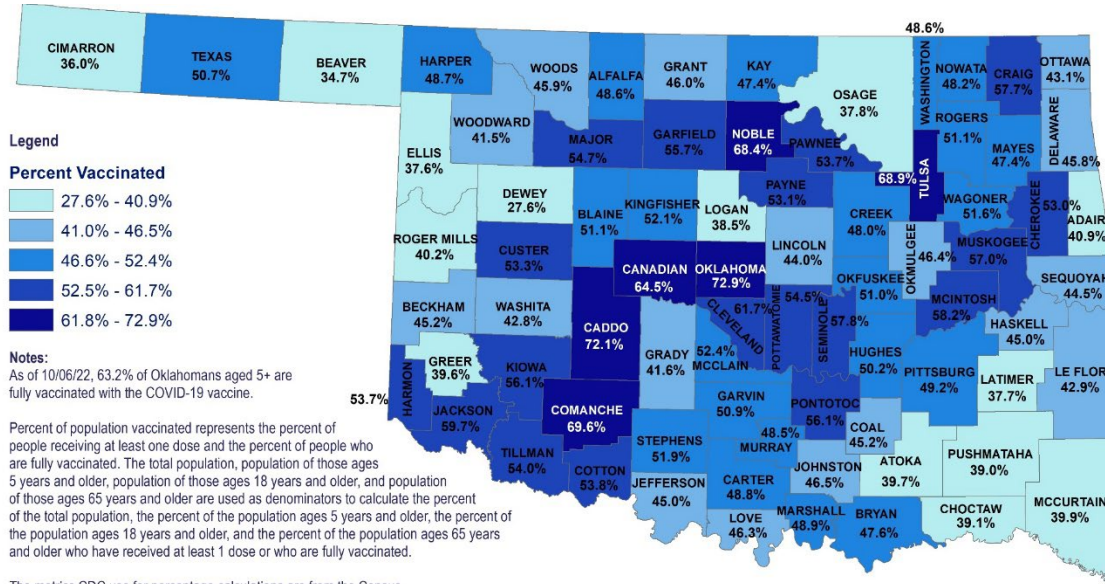 48.6%
CIMARRON
36.0%
TEXAS
50.7%
BEAVER
34.7%
HARPER
48.7%
WOODS
45.9%
ALFALFA
48.6%
GRANT
46.0%
KAY
47.4%
OSAGE
37.8%
WASHINGTON
NOWATA
48.2%
CRAIG
57.7%
OTTAWA
43.1%
WOODWARD
41.5%
MAJOR
54.7%
GARFIELD
55.7%
NOBLE
68.4%
PAWNEE
53.7%
ROGERS
51.1%
MAYES
47.4%
DELAWARE
45.8%
Legend
Percent Vaccinated
27.6% - 40.9%
41.0% - 46.5%
46.6% - 52.4%
52.5% - 61.7%
61.8% - 72.9%
ELLIS
37.6%
DEWEY
27.6%
BLAINE
51.1%
KINGFISHER
52.1%
LOGAN
38.5%
PAYNE
53.1%
CREEK
48.0%
68.9%
TULSA
WAGONER
51.6%
CHEROKEE
53.0%
ADAIR
40.9%
ROGER MILLS
40.2%
CUSTER
53.3%
CANADIAN
64.5%
OKLAHOMA
72.9%
LINCOLN
44.0%
OKMULGEE
46.4%
MUSKOGEE
57.0%
SEQUOYAH
44.5%
BECKHAM
45.2%
WASHITA
42.8%
CADDO
72.1%
GRADY
41.6%
CLEVELAND
61.7%
POTTAWATOMIE
54.5%
SEMINOLE
57.8%
OKFUSKEE
51.0%
MCINTOSH
58.2%
HASKELL
45.0%
Notes:
As of 10/06/22, 63.2% of Oklahomans aged 5+ are
fully vaccinated with the COVID-19 vaccine.
GREER
39.6%
KIOWA
56.1%
52.4%
MCCLAIN
HUGHES
50.2%
PITTSBURG
49.2%
LATIMER
37.7%
LE FLOR
42.9%
53.7%
HARMON
JACKSON
59.7%
COMANCHE
69.6%
GARVIN
50.9%
PONTOTOC
56.1%
COAL
45.2%
Percent of population vaccinated represents the percent of
people receiving at least one dose and the percent of people who
are fully vaccinated. The total population, population of those ages
5 years and older, population of those ages 18 years and older, and population
of those ages 65 years and older are used as denominators to calculate the percent
of the total population, the percent of the population ages 5 years and older, the percent of
the population ages 18 years and older, and the percent of the population ages 65 years
and older who have received at least 1 dose or who are fully vaccinated.
TILLMAN
54.0%
COTTON
53.8%
STEPHENS
51.9%
48.5%
MURRAY
JOHNSTON
46.5%
ATOKA
39.7%
PUSHMATAHA
39.0%
JEFFERSON
45.0%
CARTER
48.8%
LOVE
46.3%
MARSHALL
48.9%
BRYAN
47.6%
CHOCTAW
39.1%
MCCURTAIN
39.9%